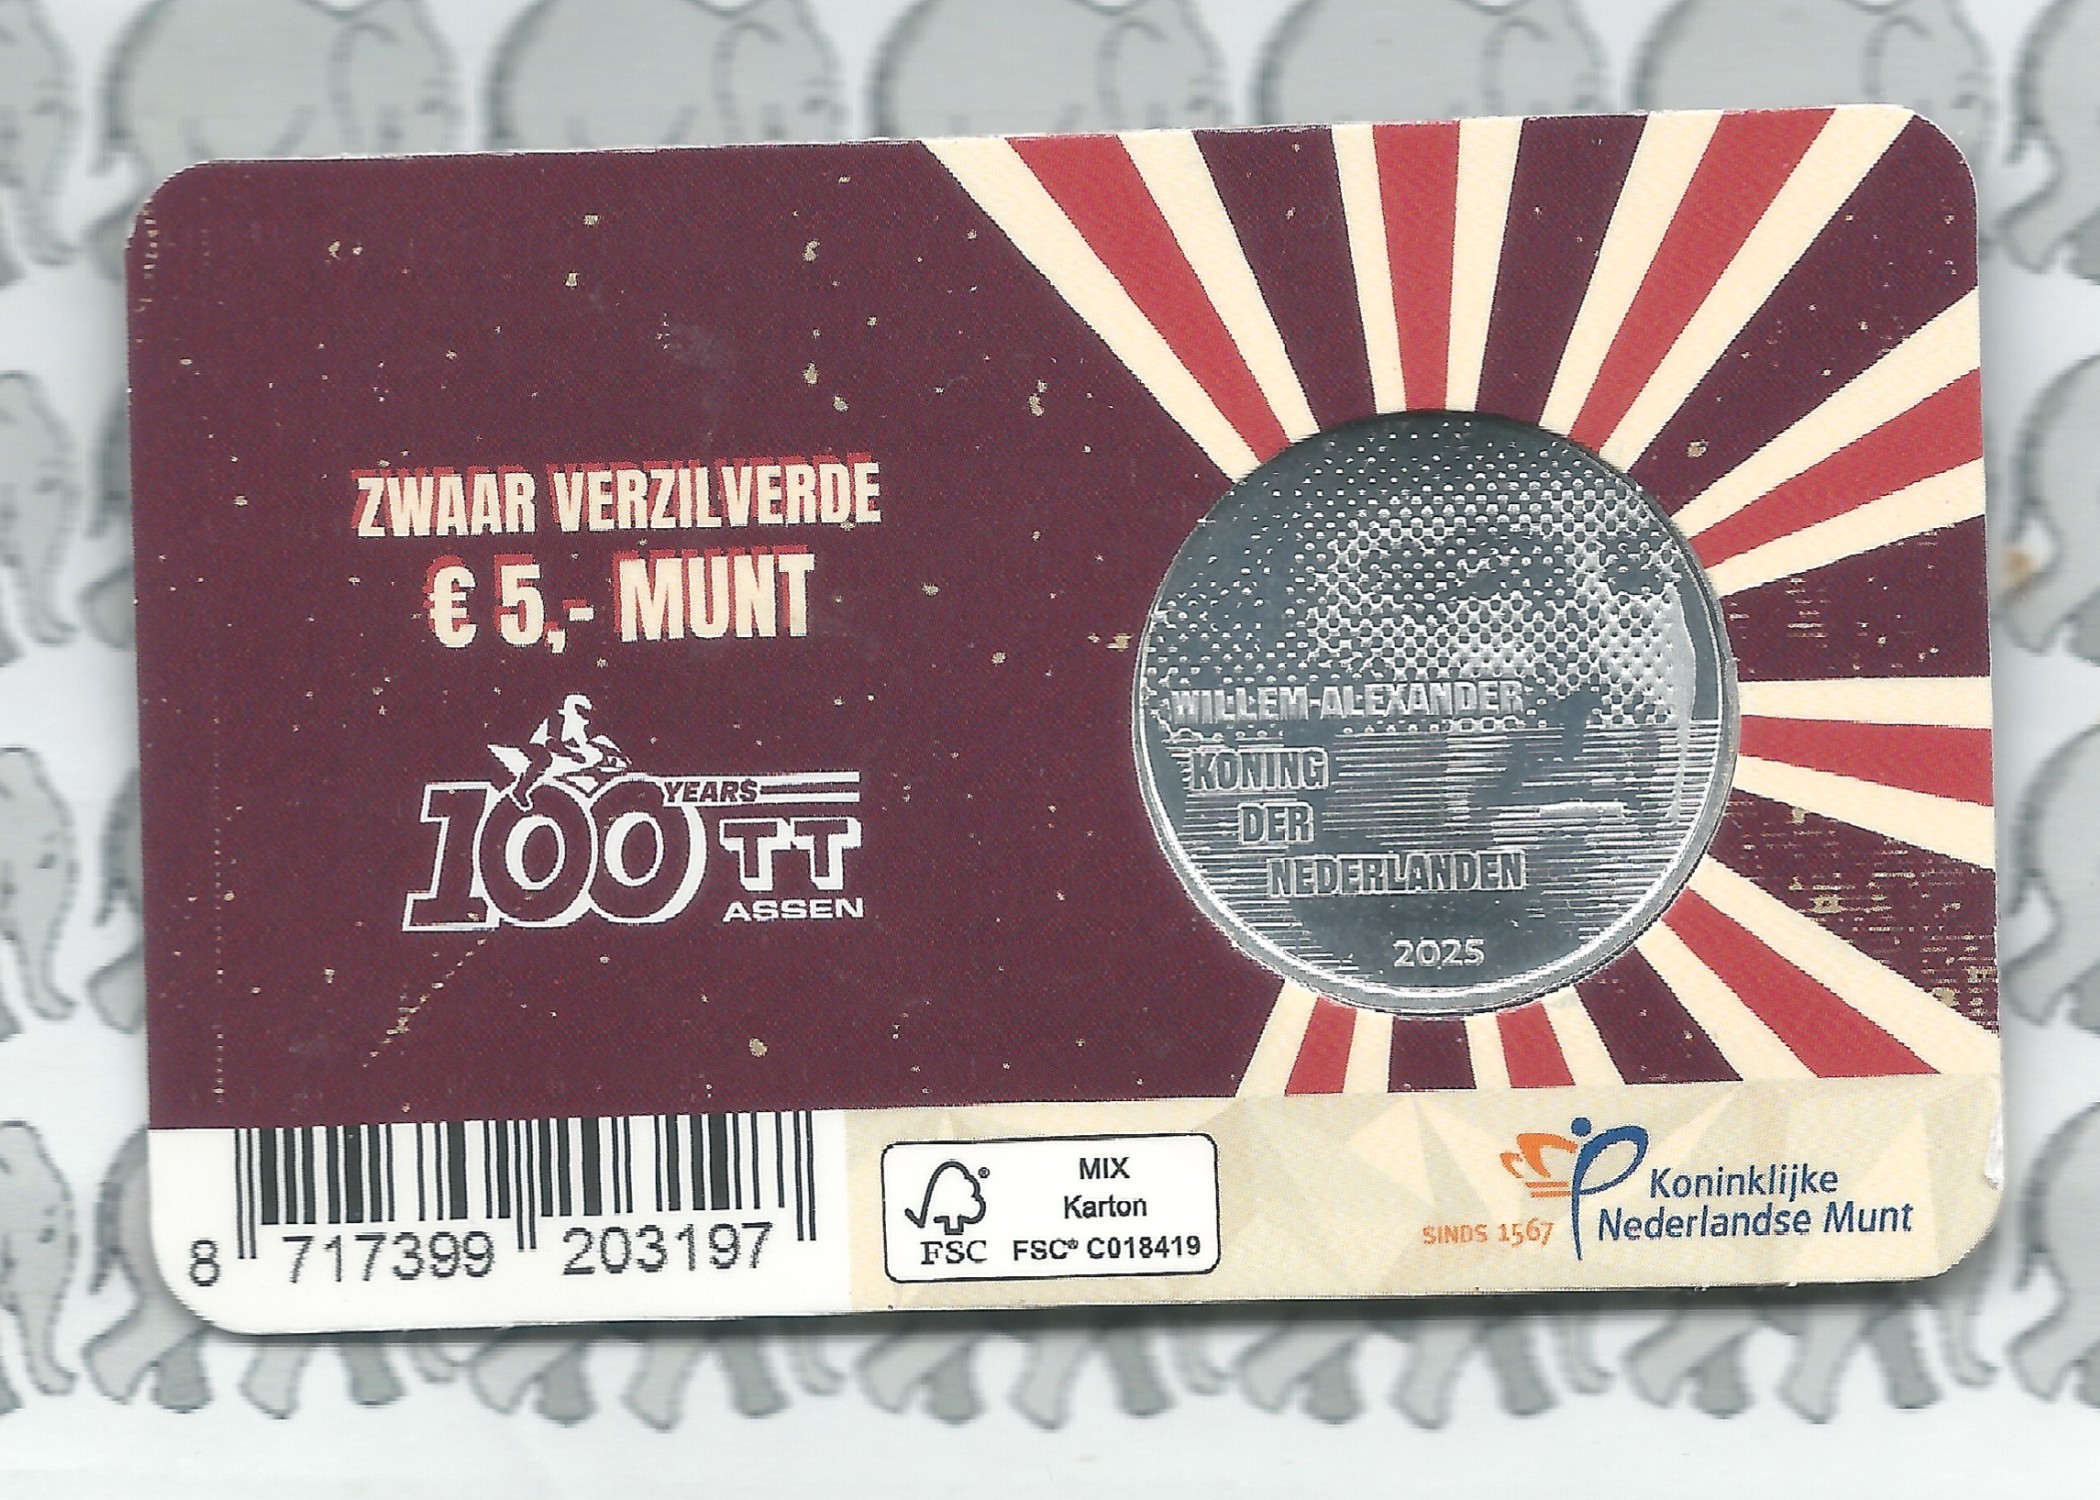 ZWAAR VERZILVERDE
€ 5,- MUNT
100 YEARS
TT
ASSEN
WILLEM-ALEXANDER
KONING
DER
NEDERLANDEN
2025
8 717399 203197
FSC®
MIX
Karton
FSC® C018419
SINDS 1567
Koninklijke
Nederlandse Munt